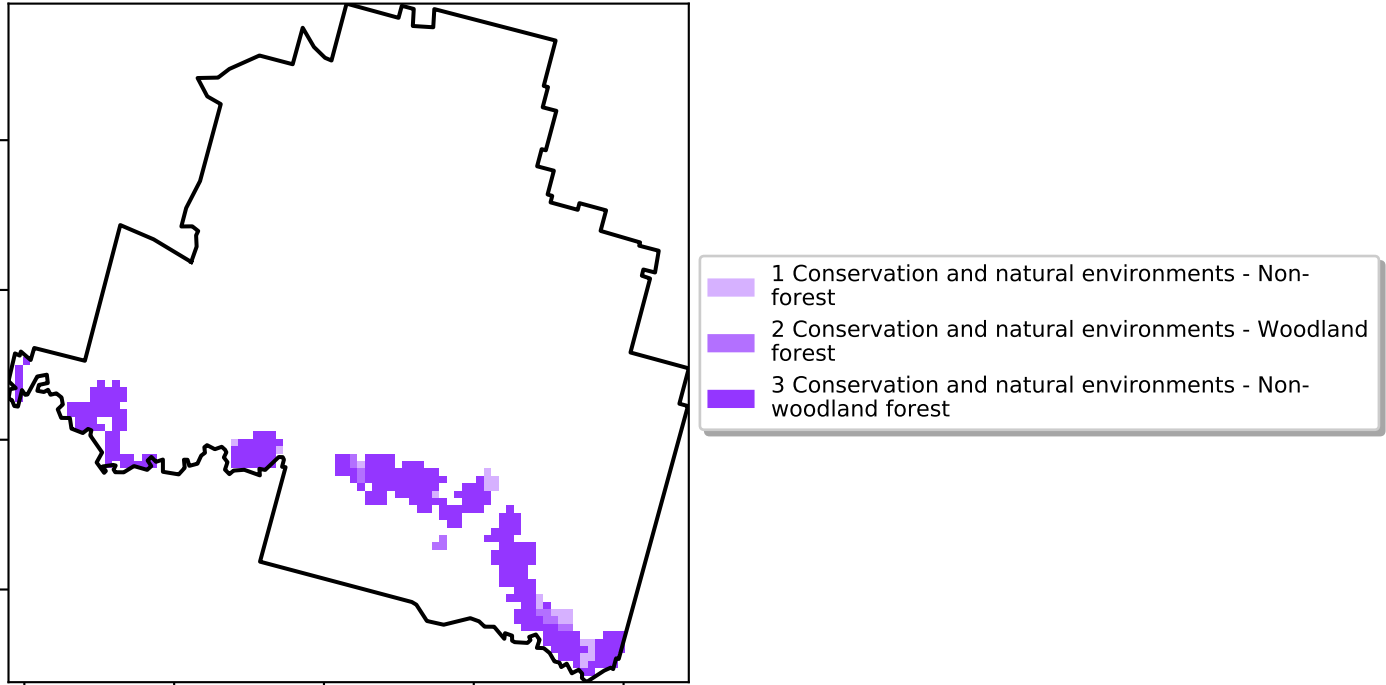 1 Conservation and natural environments - Non-
forest
2 Conservation and natural environments - Woodland
forest
3 Conservation and natural environments - Non-
woodland forest